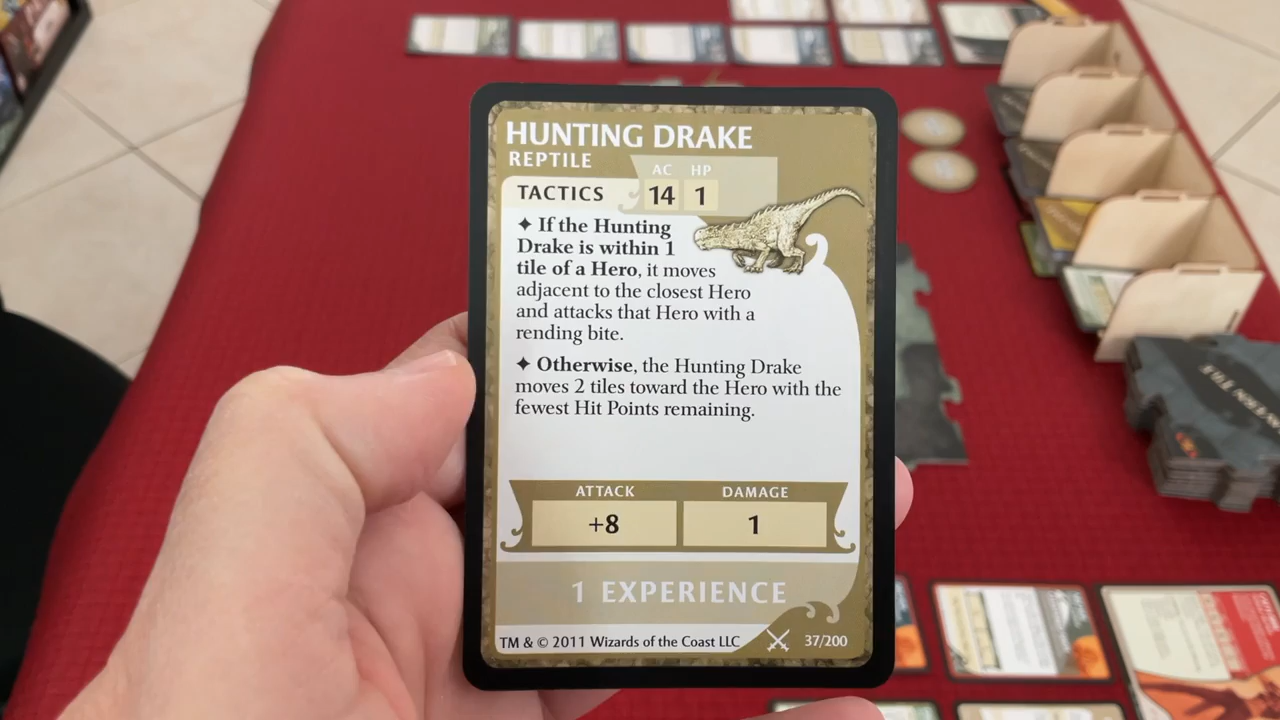 HUNTING DRAKE
REPTILE
AC HP
TACTICS 14 1
✦ If the Hunting
Drake is within 1
tile of a Hero, it moves
adjacent to the closest Hero
and attacks that Hero with a
rending bite.
✦ Otherwise, the Hunting Drake
moves 2 tiles toward the Hero with the
fewest Hit Points remaining.
ATTACK DAMAGE
+8 1
1 EXPERIENCE
TM & © 2011 Wizards of the Coast LLC 37/200